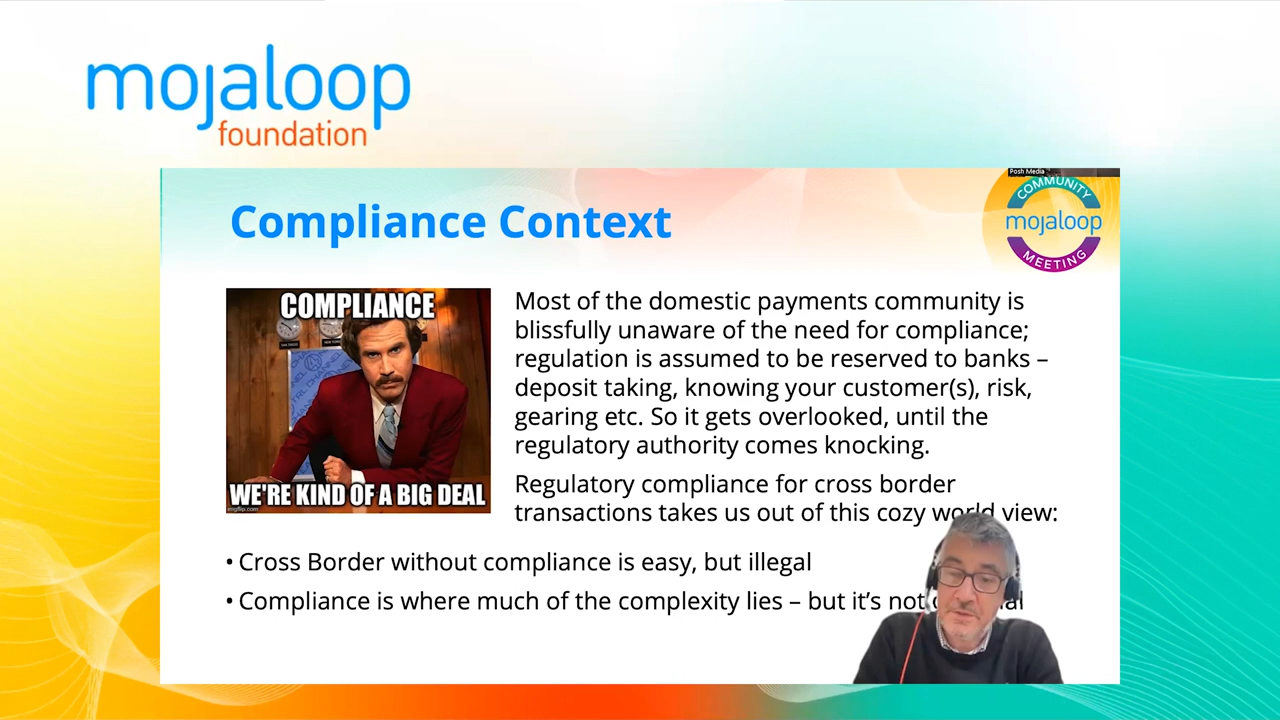 mojaloop
foundation
Posh Media
COMMUNITY
mojaloop
MEETING
Compliance Context
COMPLIANCE
WE'RE KIND OF A BIG DEAL
imgflip.com
Most of the domestic payments community is
blissfully unaware of the need for compliance;
regulation is assumed to be reserved to banks –
deposit taking, knowing your customer(s), risk,
gearing etc. So it gets overlooked, until the
regulatory authority comes knocking.
Regulatory compliance for cross border
transactions takes us out of this cozy world view:
• Cross Border without compliance is easy, but illegal
• Compliance is where much of the complexity lies – but it's not